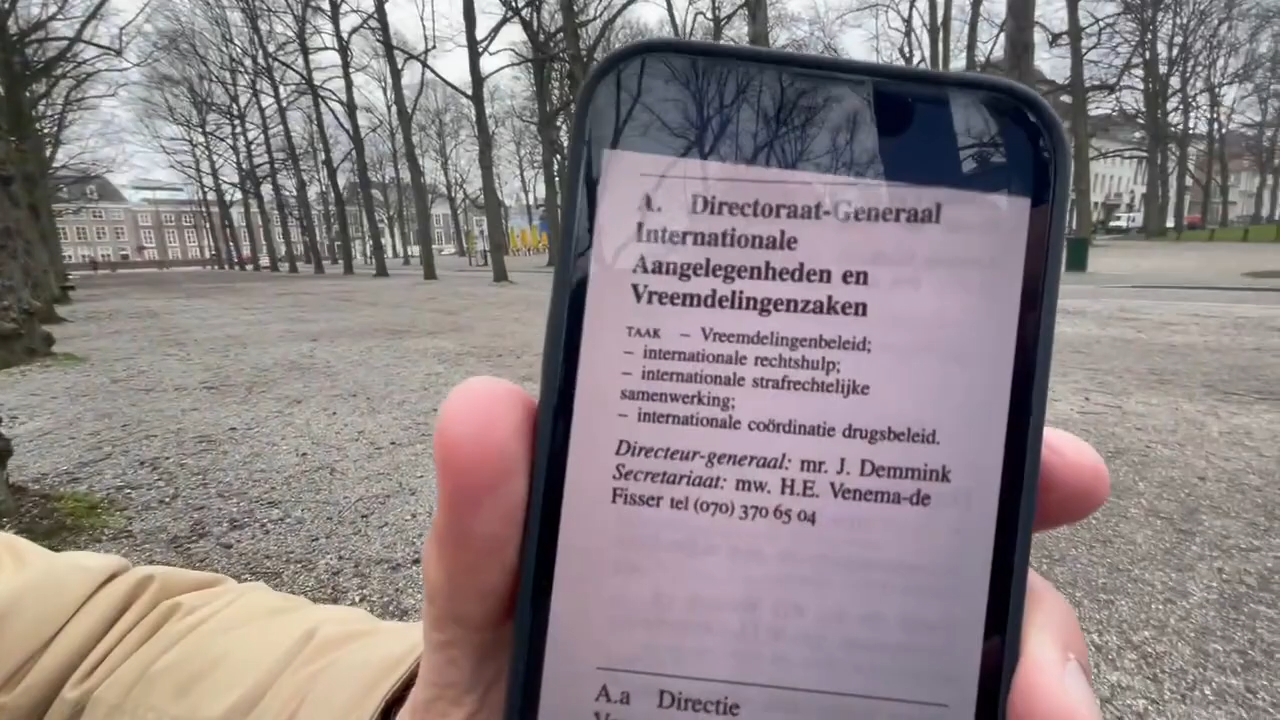 A. Directoraat-Generaal
Internationale
Aangelegenheden en
Vreemdelingenzaken
TAAK – Vreemdelingenbeleid;
– internationale rechtshulp;
– internationale strafrechtelijke
samenwerking;
– internationale coördinatie drugsbeleid.
Directeur-generaal: mr. J. Demmink
Secretariaat: mw. H.E. Venema-de
Fisser tel (070) 370 65 04
A.a Directie